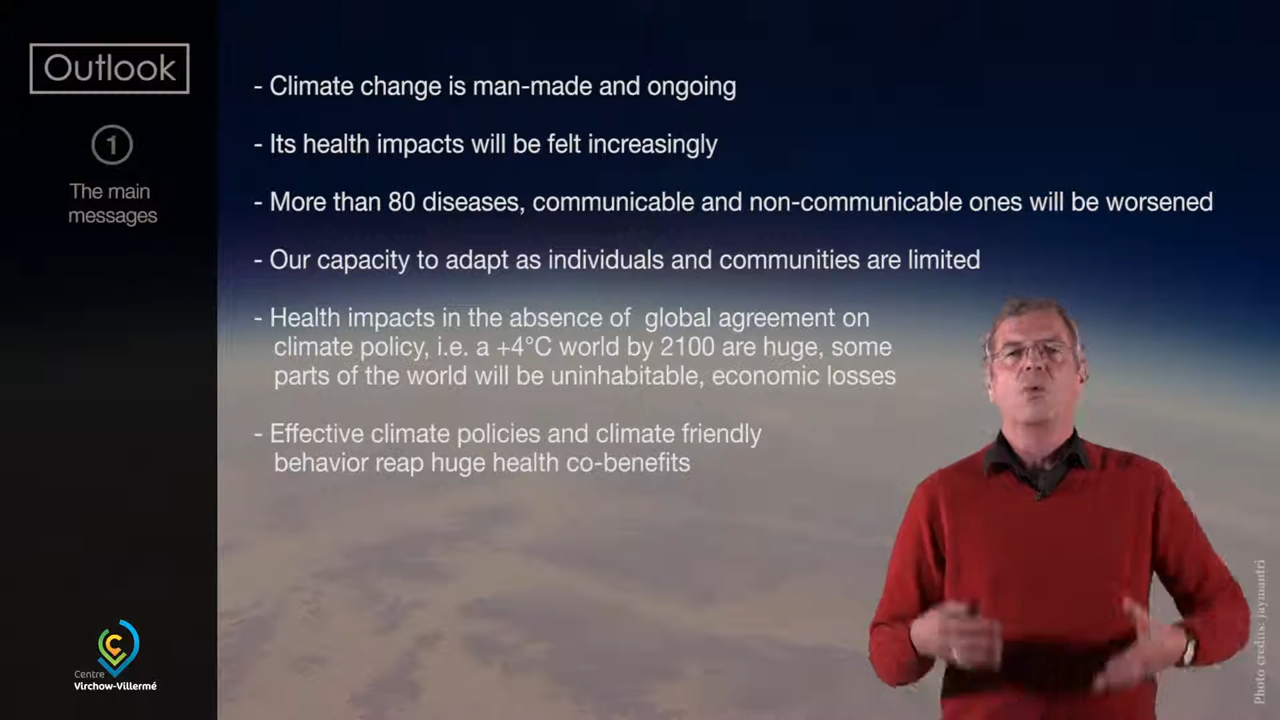 Outlook
1
The main
messages
- Climate change is man-made and ongoing
- Its health impacts will be felt increasingly
- More than 80 diseases, communicable and non-communicable ones will be worsened
- Our capacity to adapt as individuals and communities are limited
- Health impacts in the absence of global agreement on
climate policy, i.e. a +4°C world by 2100 are huge, some
parts of the world will be uninhabitable, economic losses
- Effective climate policies and climate friendly
behavior reap huge health co-benefits
C
Centre
Virchow-Villermé
Photo credits: jaymantri